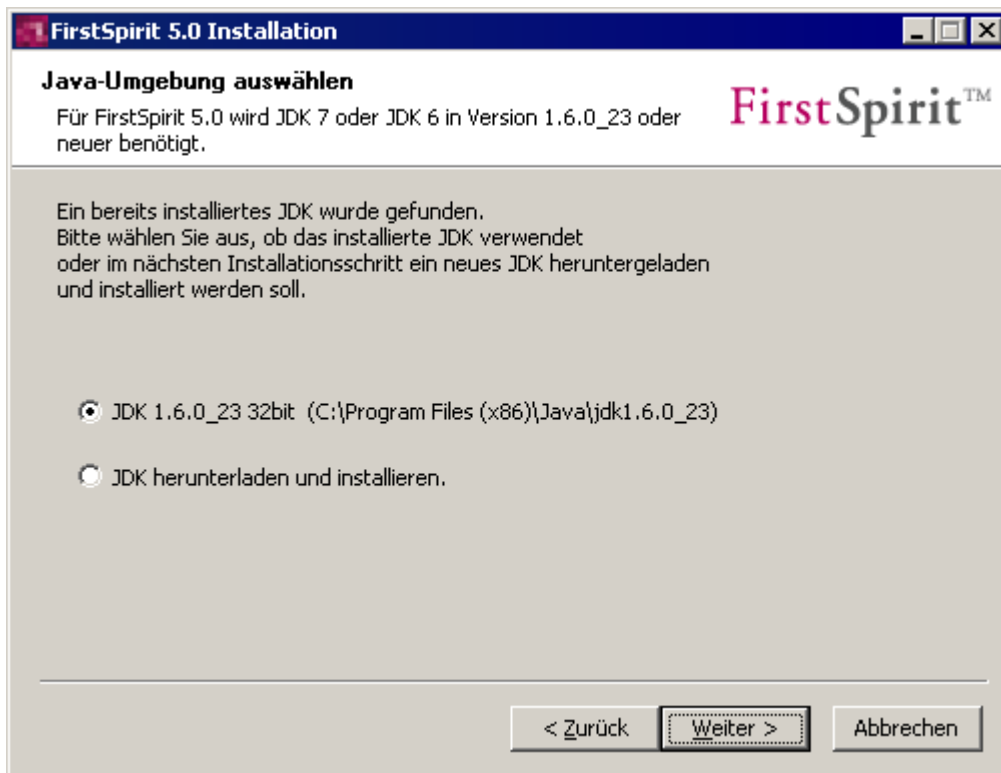 FirstSpirit 5.0 Installation
Java-Umgebung auswählen
Für FirstSpirit 5.0 wird JDK 7 oder JDK 6 in Version 1.6.0_23 oder
neuer benötigt.
FirstSpirit™
Ein bereits installiertes JDK wurde gefunden.
Bitte wählen Sie aus, ob das installierte JDK verwendet
oder im nächsten Installationsschritt ein neues JDK heruntergeladen
und installiert werden soll.
JDK 1.6.0_23 32bit (C:\Program Files (x86)\Java\jdk1.6.0_23)
JDK herunterladen und installieren.
< Zurück Weiter > Abbrechen